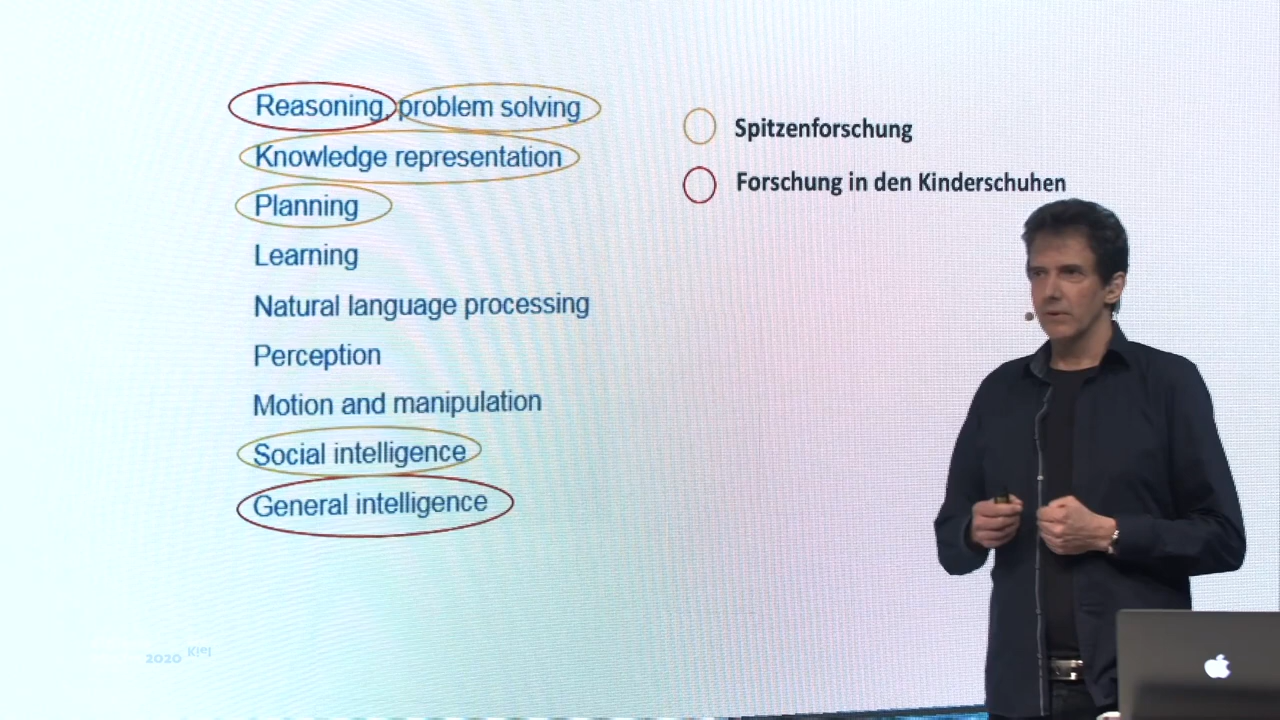 Reasoning, problem solving
Knowledge representation
Planning
Learning
Natural language processing
Perception
Motion and manipulation
Social intelligence
General intelligence
Spitzenforschung
Forschung in den Kinderschuhen
2020 Kiel